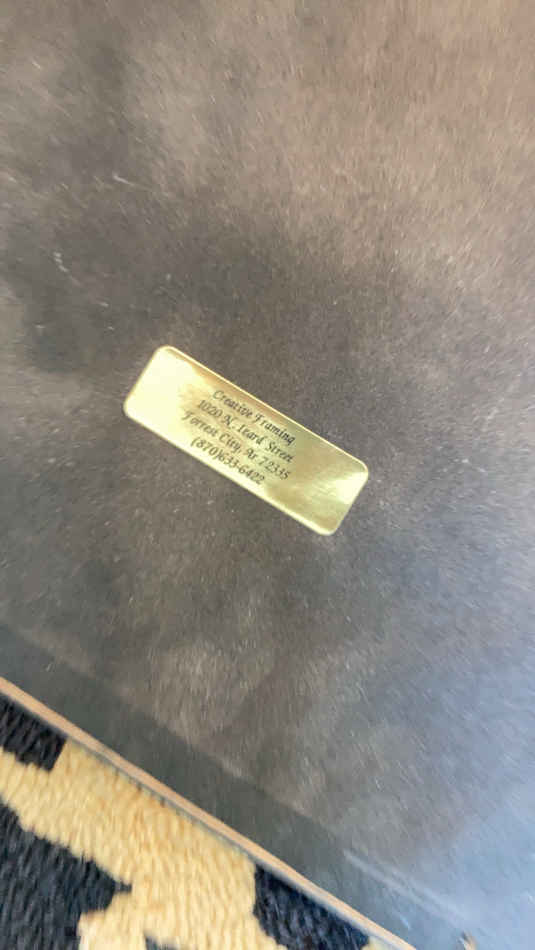 Creative Framing
1020 N. Izard Street
Forrest City, Ar. 72335
(870)633-6422